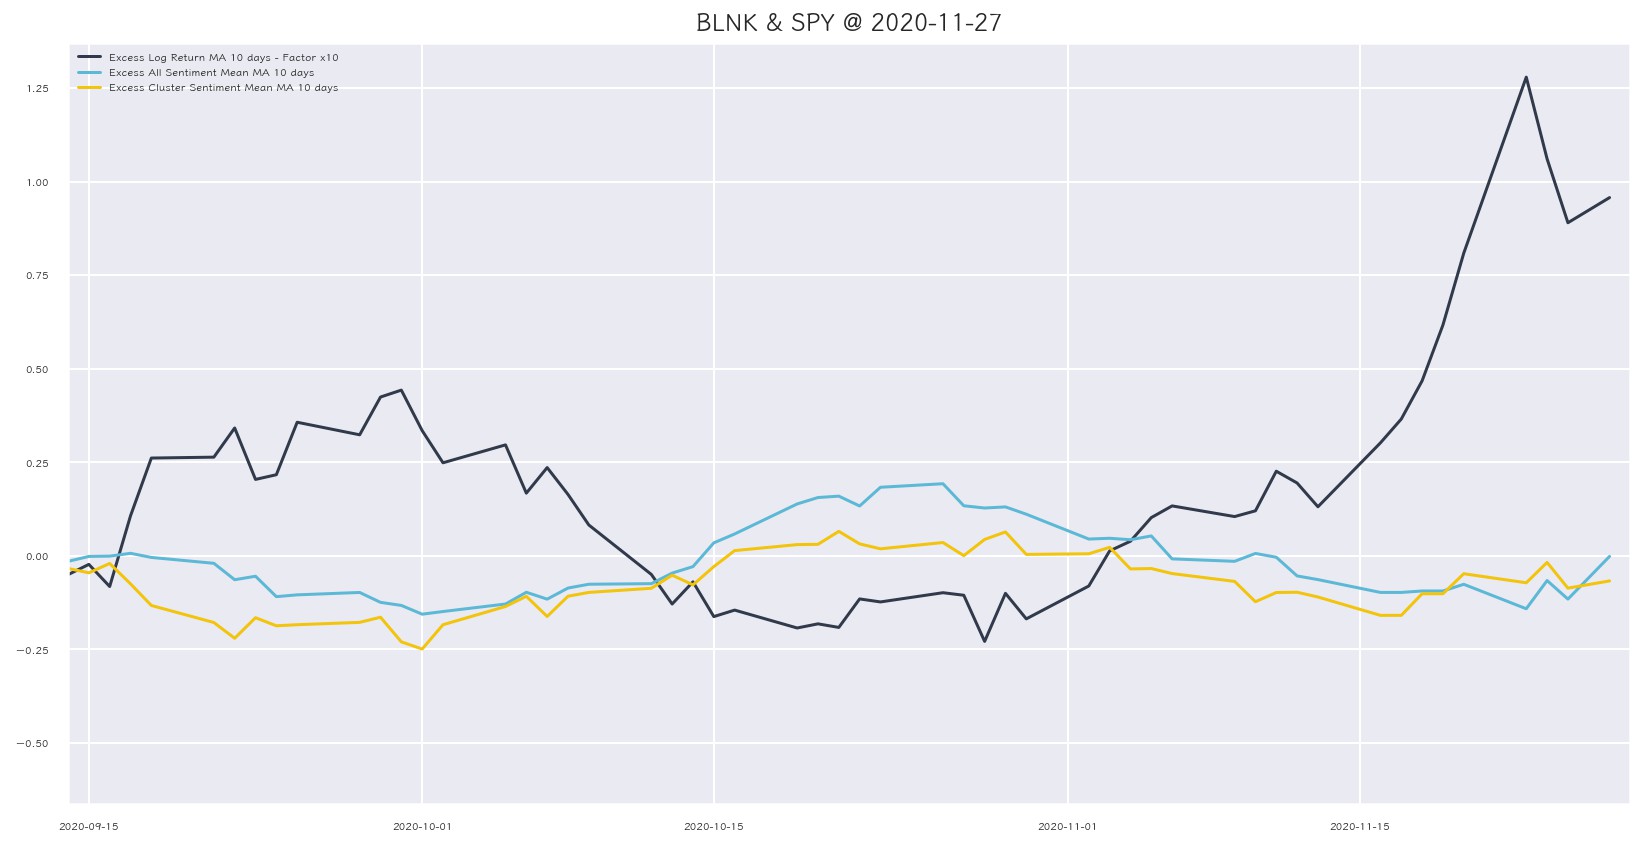 BLNK & SPY @ 2020-11-27
Excess Log Return MA 10 days - Factor x10
Excess All Sentiment Mean MA 10 days
Excess Cluster Sentiment Mean MA 10 days
1.25
1.00
0.75
0.50
0.25
0.00
−0.25
−0.50
2020-09-15 2020-10-01 2020-10-15 2020-11-01 2020-11-15